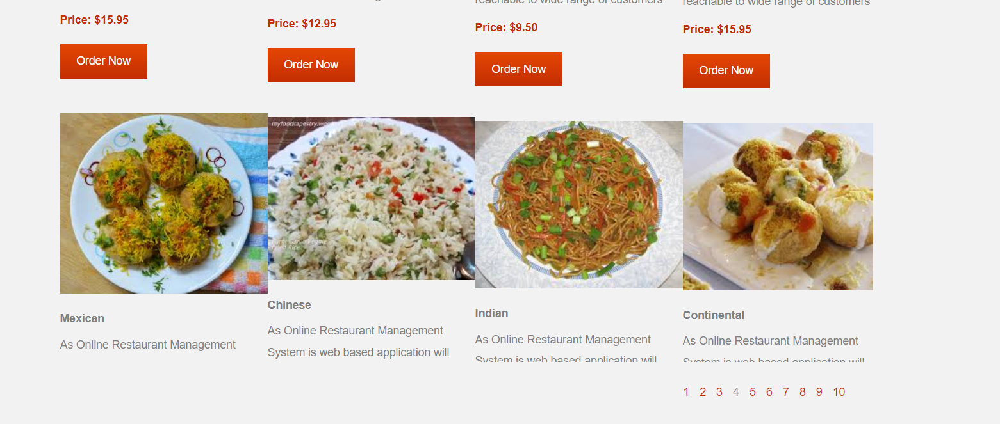 reachable to wide range of customers
reachable to wide range of customers
Price: $15.95
Price: $12.95
Price: $9.50
Price: $15.95
Order Now
Order Now
Order Now
Order Now
Mexican
As Online Restaurant Management
myfoodtapestry.wor
Chinese
As Online Restaurant Management
System is web based application will
Indian
As Online Restaurant Management
System is web based application will
Continental
As Online Restaurant Management
System is web based application will
1 2 3 4 5 6 7 8 9 10